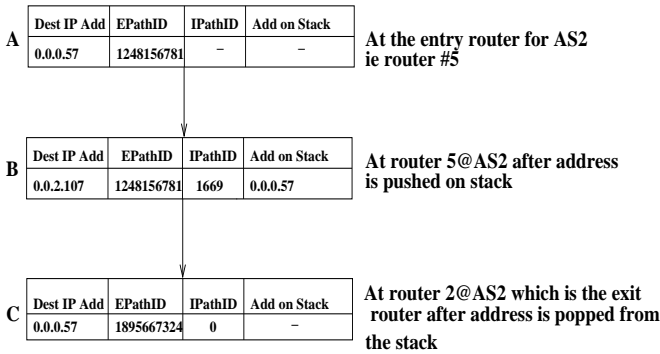 Dest IP Add EPathID IPathID Add on Stack
A
0.0.0.57 1248156781 – –
At the entry router for AS2
ie router #5
Dest IP Add EPathID IPathID Add on Stack
B
0.0.2.107 1248156781 1669 0.0.0.57
At router 5@AS2 after address
is pushed on stack
Dest IP Add EPathID IPathID Add on Stack
C
0.0.0.57 1895667324 0 –
At router 2@AS2 which is the exit
router after address is popped from
the stack